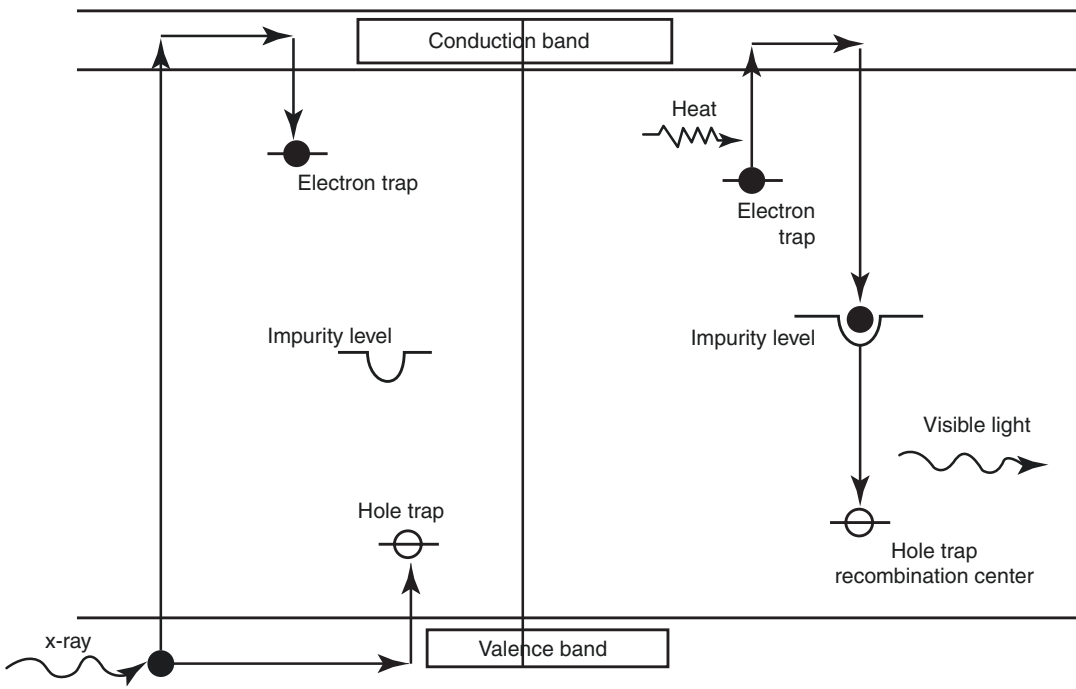 Conduction band
Heat
Electron trap
Electron
trap
Impurity level
Impurity level
Visible light
Hole trap
Hole trap
recombination center
x-ray
Valence band